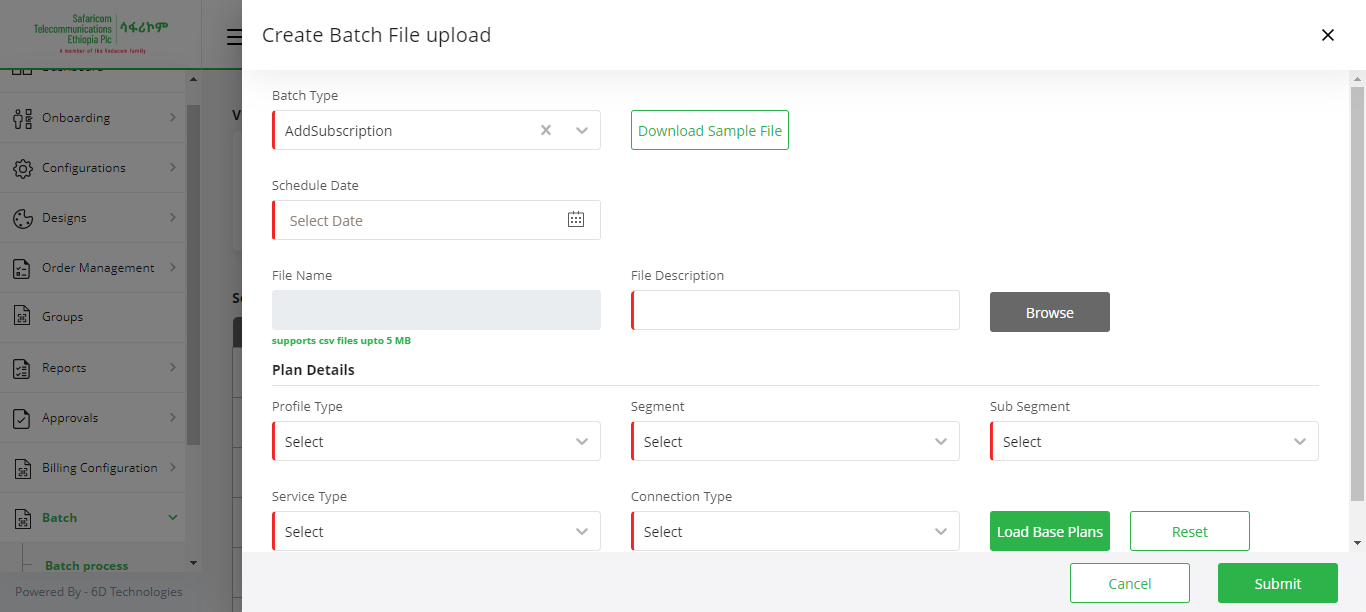 Safaricom
Telecommunications
Ethiopia Plc
ሳፋሪኮም
A member of the Vodacom family
Dashboard
Onboarding
Configurations
Designs
Order Management
Groups
Reports
Approvals
Billing Configuration
Batch
Batch process
Powered By - 6D Technologies
Create Batch File upload
Batch Type
AddSubscription
Download Sample File
Schedule Date
Select Date
File Name
File Description
Browse
supports csv files upto 5 MB
Plan Details
Profile Type
Segment
Sub Segment
Select
Select
Select
Service Type
Connection Type
Select
Select
Load Base Plans
Reset
Cancel
Submit